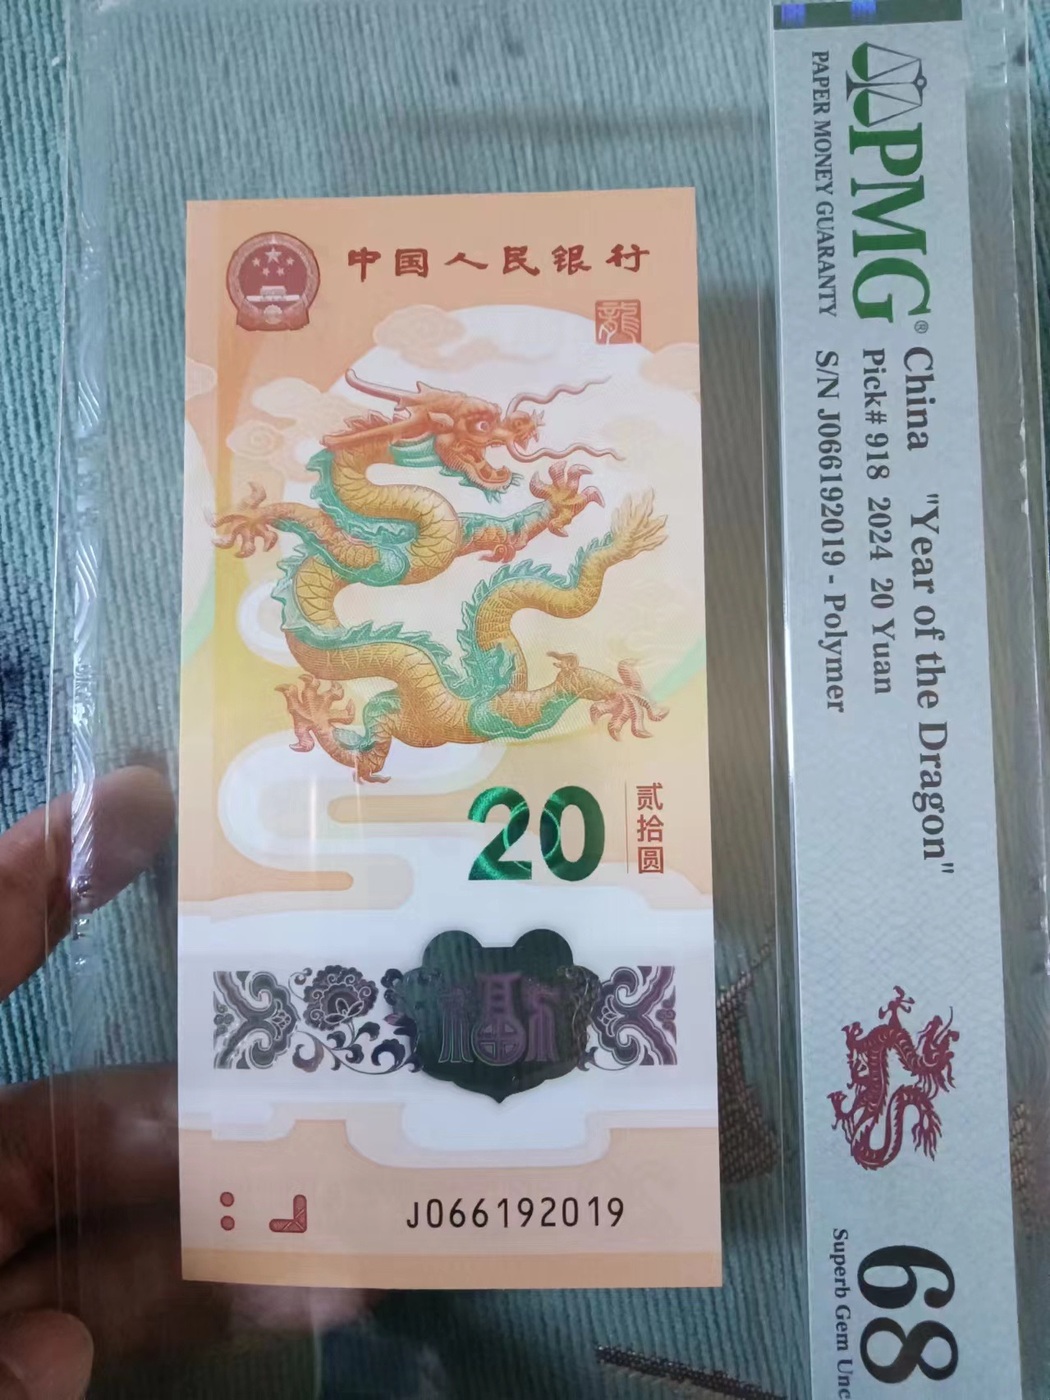 中国人民银行
龍
20
贰拾圆
福
J066192019
PMG®
PAPER MONEY GUARANTY
China "Year of the Dragon"
Pick# 918 2024 20 Yuan
S/N J066192019 - Polymer
68
Superb Gem Unc